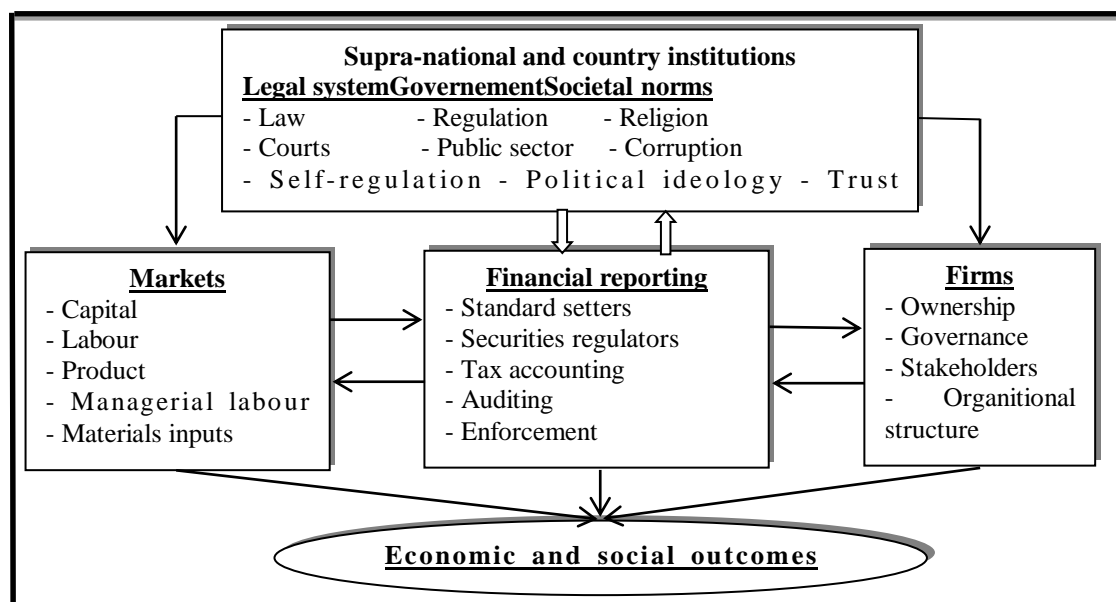 Supra-national and country institutions
Legal systemGovernementSocietal norms
- Law - Regulation - Religion
- Courts - Public sector - Corruption
- Self-regulation - Political ideology - Trust
Markets
- Capital
- Labour
- Product
- Managerial labour
- Materials inputs
Financial reporting
- Standard setters
- Securities regulators
- Tax accounting
- Auditing
- Enforcement
Firms
- Ownership
- Governance
- Stakeholders
- Organitional
structure
Economic and social outcomes